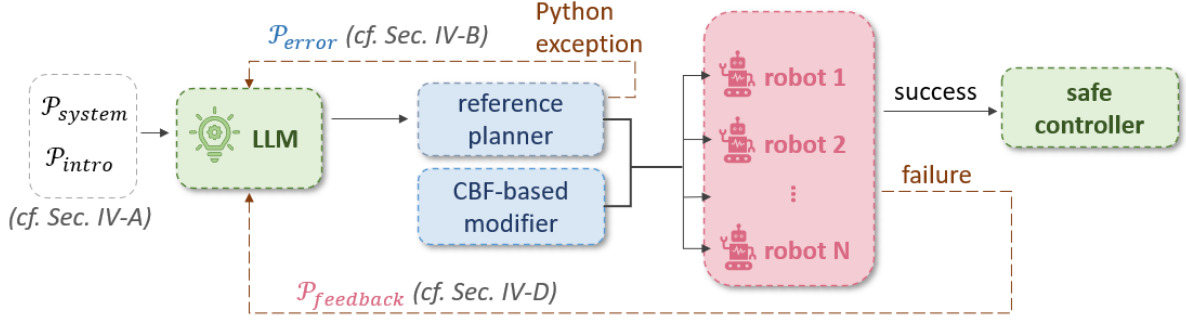 Python
exception
𝒫error (cf. Sec. IV-B)
𝒫system
𝒫intro
(cf. Sec. IV-A)
LLM
reference
planner
CBF-based
modifier
robot 1
robot 2
⋮
robot N
success
safe
controller
failure
𝒫feedback (cf. Sec. IV-D)